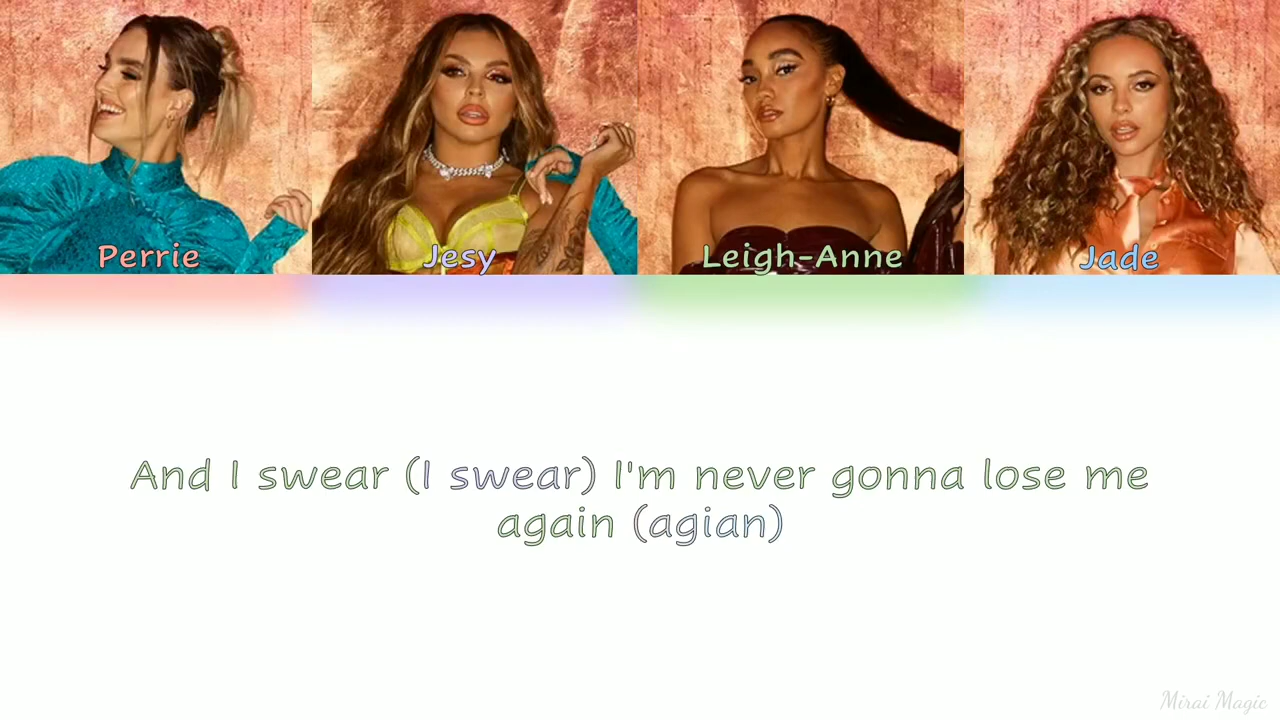 Perrie
Jesy
Leigh-Anne
Jade
And I swear (I swear) I'm never gonna lose me
again (agian)
Mirai Magic